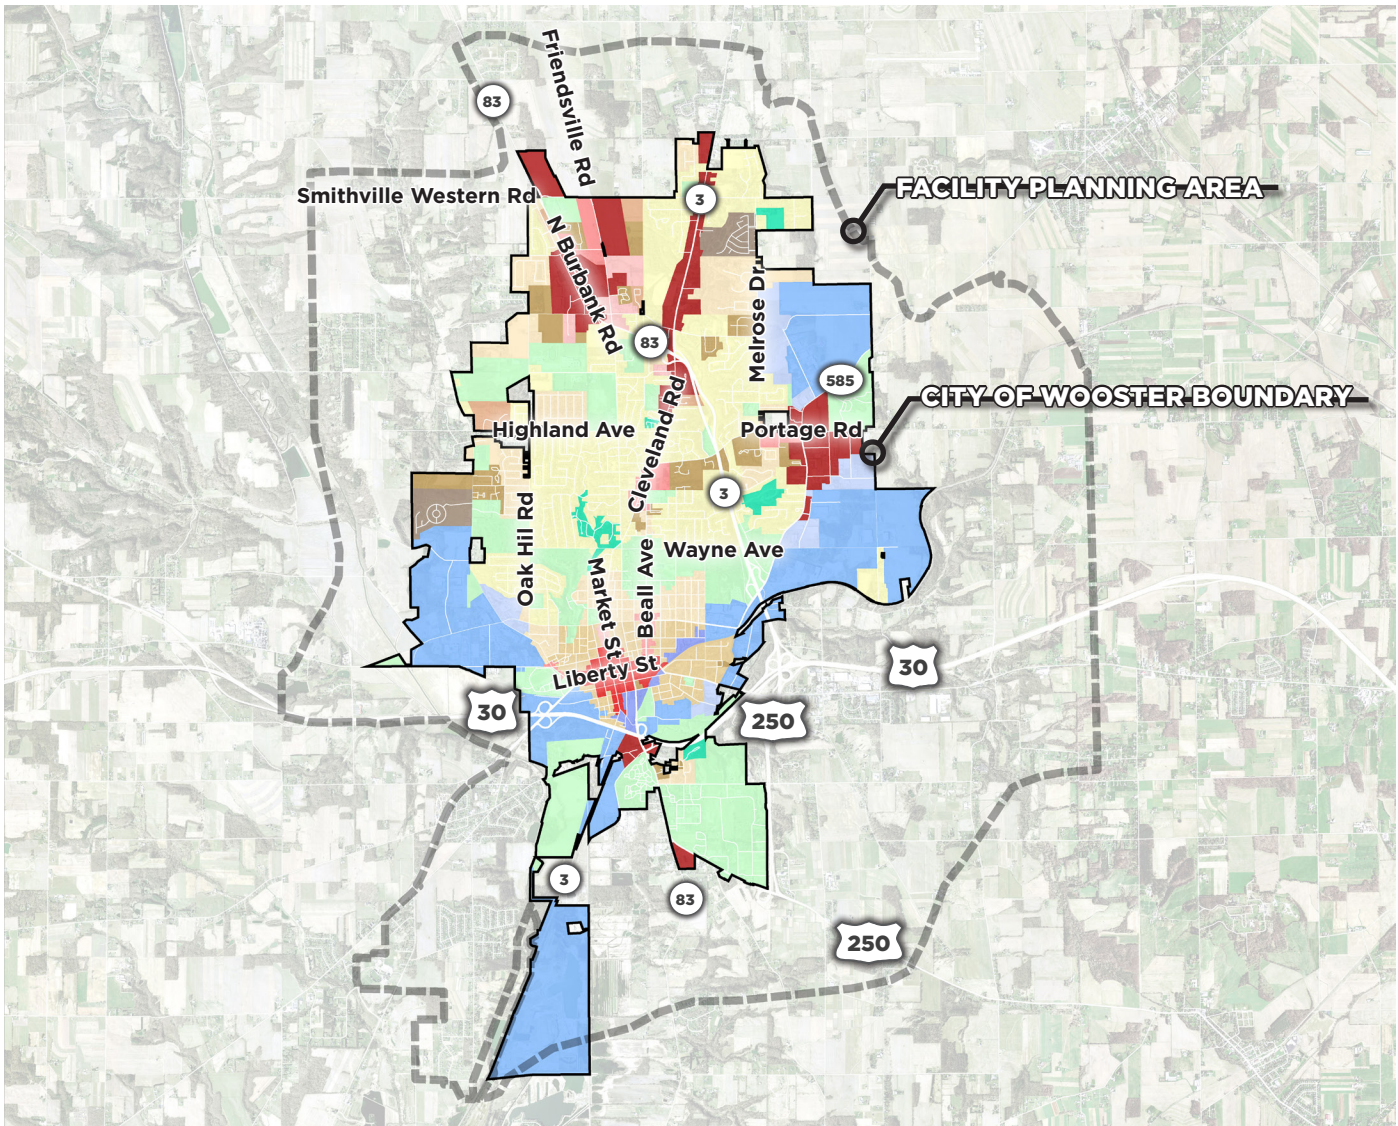 Friendsville Rd
83
FACILITY PLANNING AREA
Smithville Western Rd
3
N Burbank Rd
Melrose Dr
83
585
CITY OF WOOSTER BOUNDARY
Cleveland Rd
Highland Ave
Portage Rd
3
Oak Hil Rd
Wayne Ave
Market St
Beall Ave
Liberty St
30
30
250
3
83
250